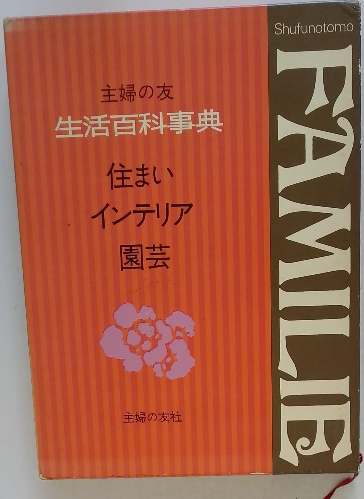 主婦の友
生活百科事典
住まい
インテリア
園芸
主婦の友社
Shufunotomo
FAMILIE